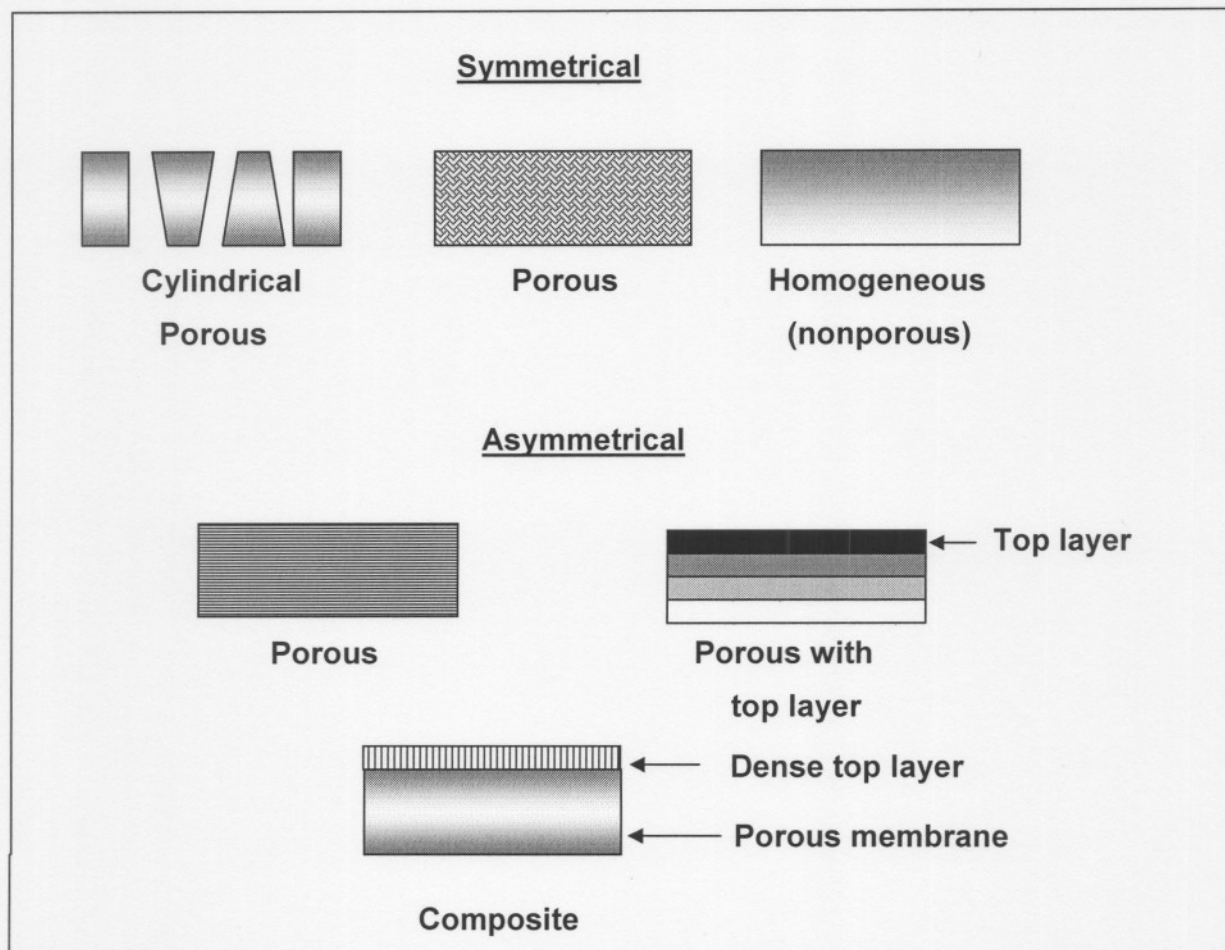 Symmetrical
Cylindrical
Porous
Porous
Homogeneous
(nonporous)
Asymmetrical
Porous
Top layer
Porous with
top layer
Dense top layer
Porous membrane
Composite